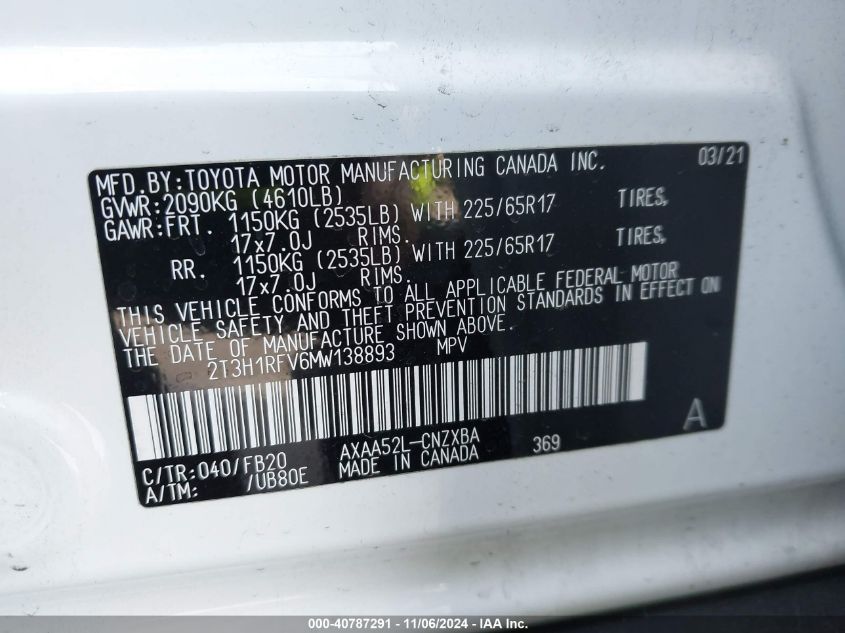 MFD.BY:TOYOTA MOTOR MANUFACTURING CANADA INC. 03/21
GVWR:2090KG (4610LB)
GAWR:FRT. 1150KG (2535LB) WITH 225/65R17 TIRES,
17x7.0J RIMS.
RR. 1150KG (2535LB) WITH 225/65R17 TIRES,
17x7.0J RIMS.
THIS VEHICLE CONFORMS TO ALL APPLICABLE FEDERAL MOTOR
VEHICLE SAFETY AND THEFT PREVENTION STANDARDS IN EFFECT ON
THE DATE OF MANUFACTURE SHOWN ABOVE.
2T3H1RFV6MW138893 MPV
A
C/TR:040/FB20 AXAA52L-CNZXBA 369
A/TM: /UB80E MADE IN CANADA
000-40787291 - 11/06/2024 - IAA Inc.